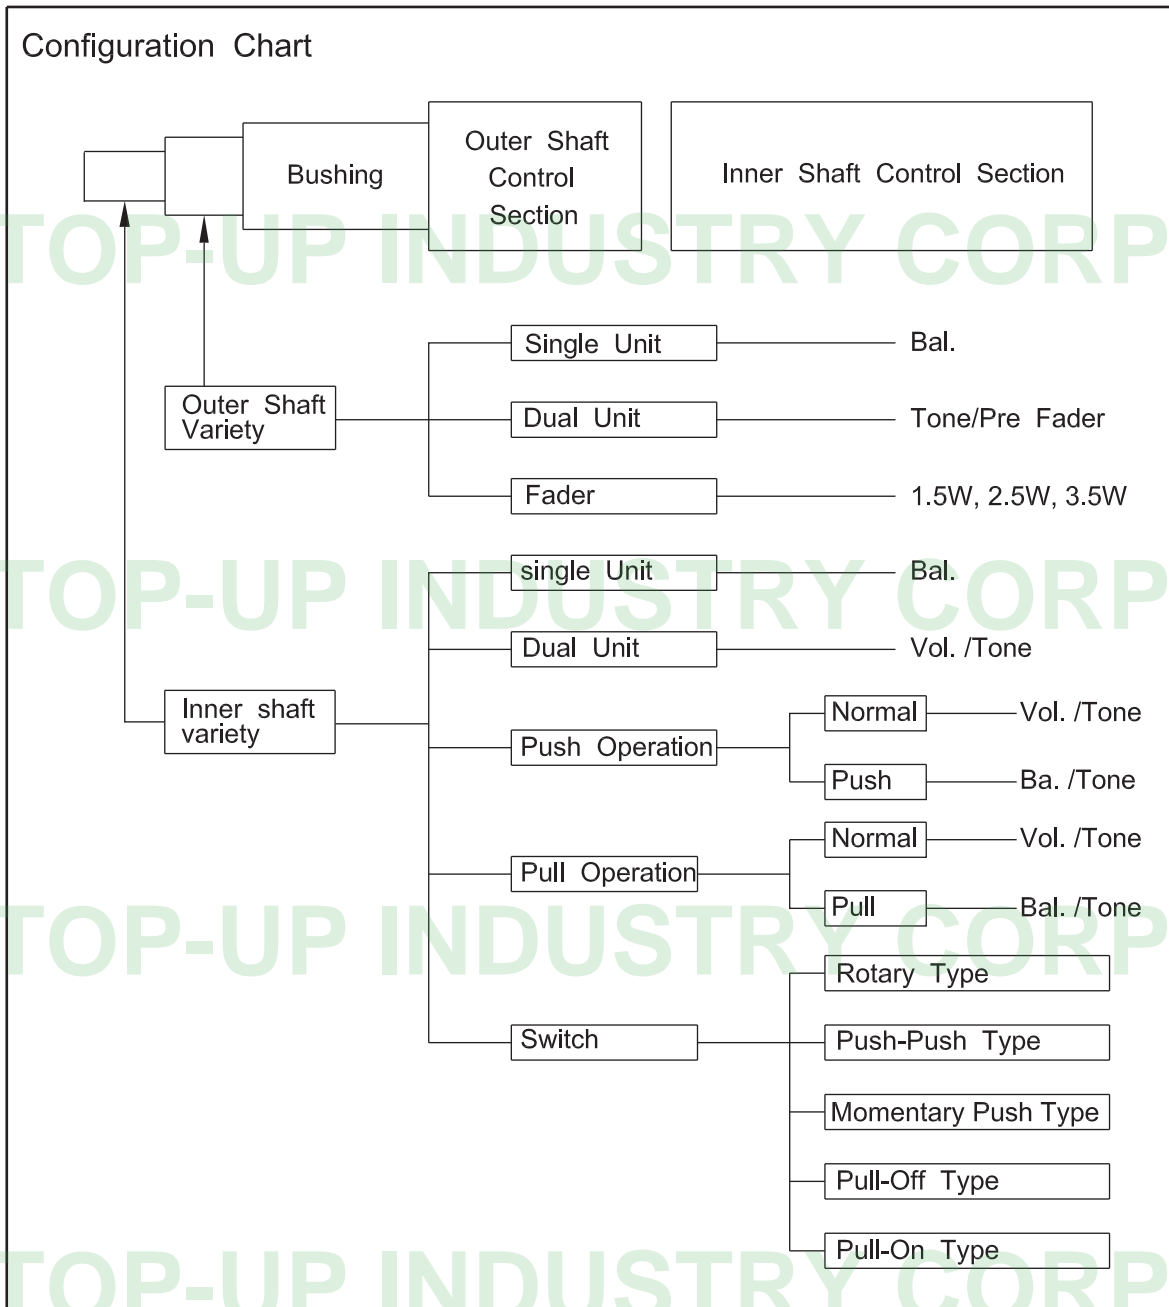 Configuration Chart
Bushing
Outer Shaft
Control
Section
Inner Shaft Control Section
TOP-UP INDUSTRY CORP
Single Unit
Bal.
Outer Shaft
Variety
Dual Unit
Tone/Pre Fader
Fader
1.5W, 2.5W, 3.5W
TOP-UP INDUSTRY CORP
single Unit
Bal.
Dual Unit
Vol. /Tone
Inner shaft
variety
Push Operation
Normal
Vol. /Tone
Push
Ba. /Tone
Pull Operation
Normal
Vol. /Tone
Pull
Bal. /Tone
TOP-UP INDUSTRY CORP
Switch
Rotary Type
Push-Push Type
Momentary Push Type
Pull-Off Type
Pull-On Type
TOP-UP INDUSTRY CORP